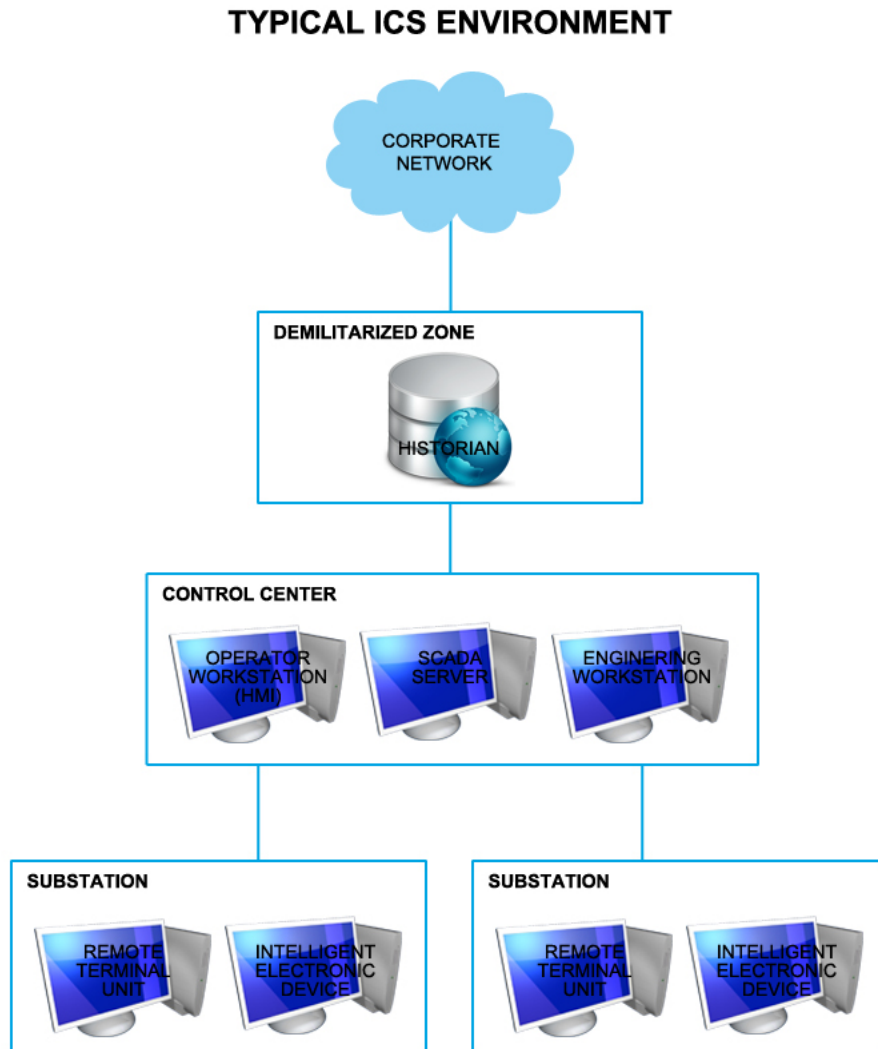 TYPICAL ICS ENVIRONMENT
CORPORATE
NETWORK
DEMILITARIZED ZONE
HISTORIAN
CONTROL CENTER
OPERATOR
WORKSTATION
(HMI)
SCADA
SERVER
ENGINERING
WORKSTATION
SUBSTATION
REMOTE
TERMINAL
UNIT
INTELLIGENT
ELECTRONIC
DEVICE
SUBSTATION
REMOTE
TERMINAL
UNIT
INTELLIGENT
ELECTRONIC
DEVICE